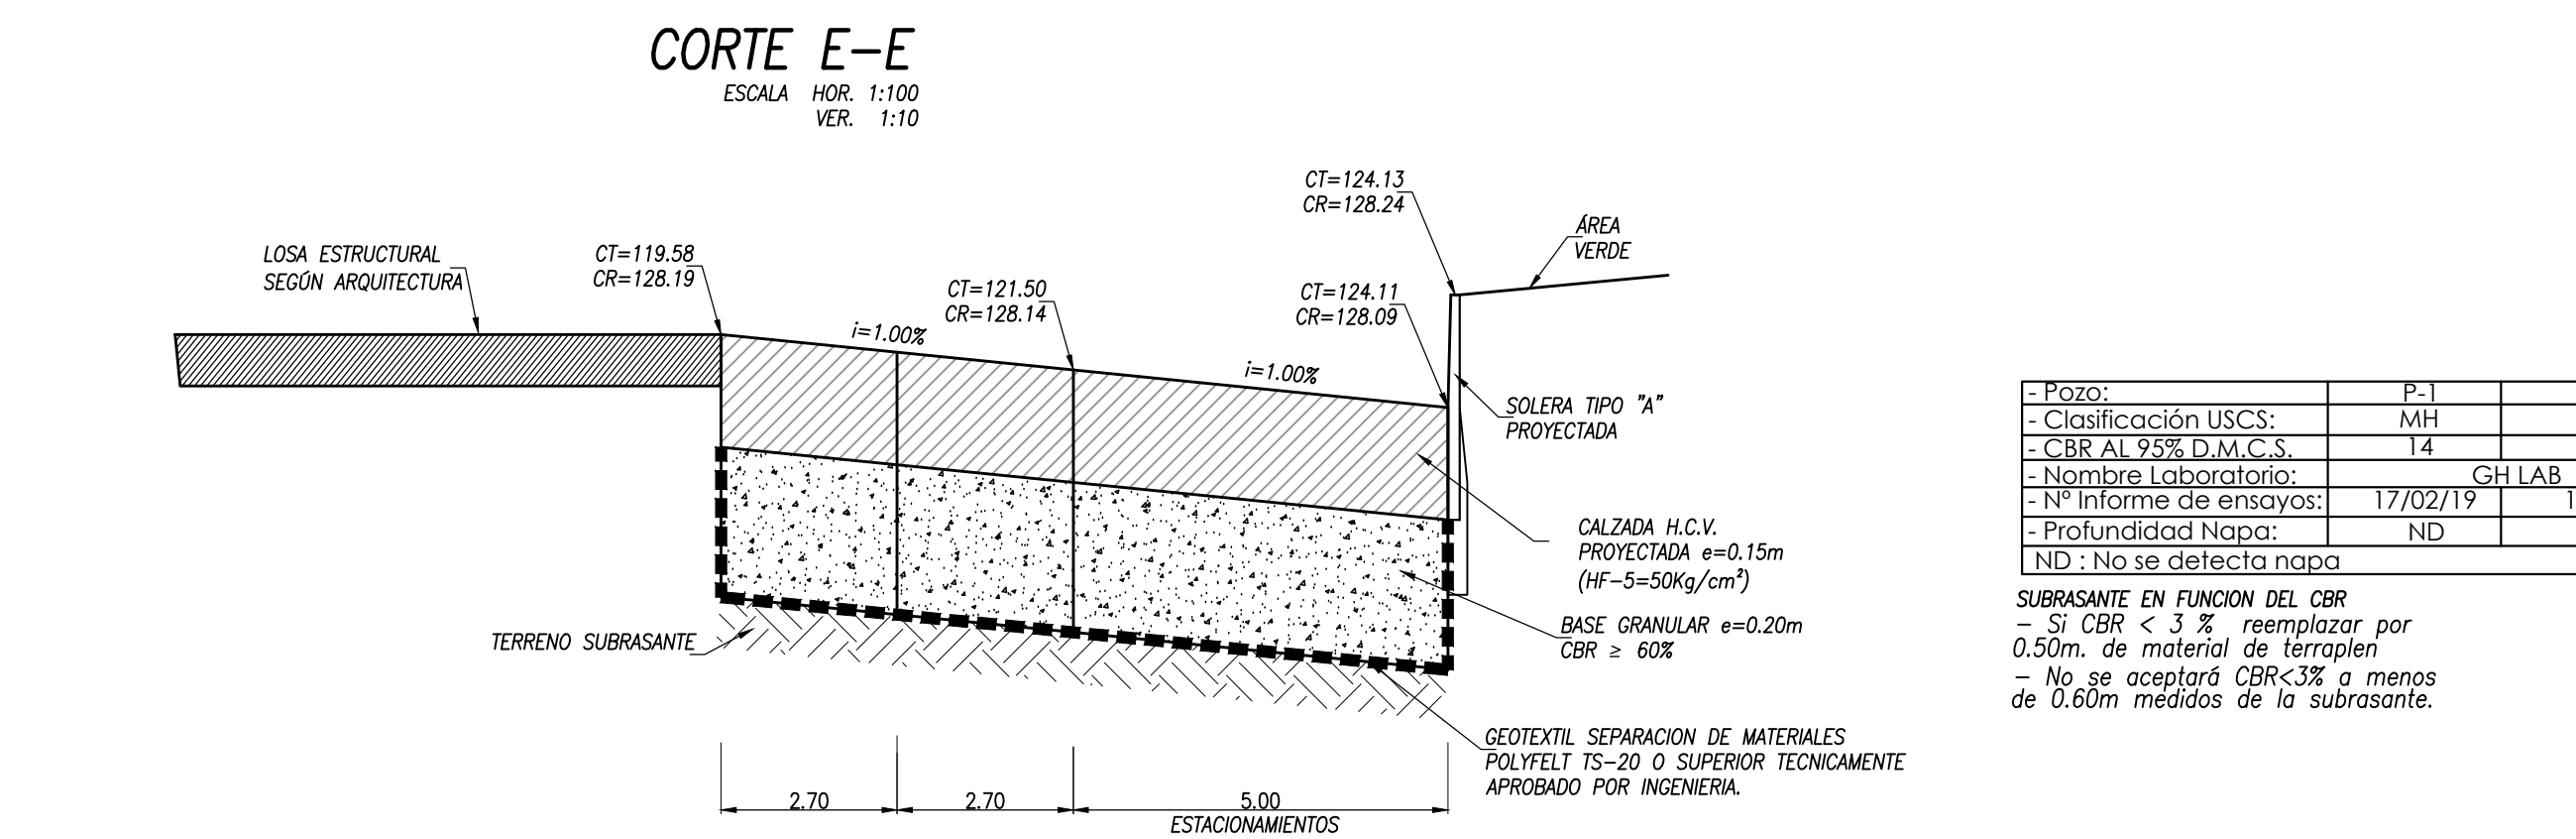 CORTE E-E
ESCALA HOR. 1:100
VER. 1:10
CT=124.13
CR=128.24
ÁREA
VERDE
LOSA ESTRUCTURAL
SEGÚN ARQUITECTURA
CT=119.58
CR=128.19
CT=121.50
CR=128.14
CT=124.11
CR=128.09
i=1.00%
i=1.00%
SOLERA TIPO "A"
PROYECTADA
CALZADA H.C.V.
PROYECTADA e=0.15m
(HF-5=50Kg/cm²)
BASE GRANULAR e=0.20m
CBR ≥ 60%
TERRENO SUBRASANTE
GEOTEXTIL SEPARACION DE MATERIALES
POLYFELT TS-20 O SUPERIOR TECNICAMENTE
APROBADO POR INGENIERIA.
2.70 2.70 5.00
ESTACIONAMIENTOS
- Pozo: P-1
- Clasificación USCS: MH
- CBR AL 95% D.M.C.S. 14
- Nombre Laboratorio: GH LAB
- Nº Informe de ensayos: 17/02/19 1
- Profundidad Napa: ND
ND : No se detecta napa
SUBRASANTE EN FUNCION DEL CBR
- Si CBR < 3 % reemplazar por
0.50m. de material de terraplen
- No se aceptará CBR<3% a menos
de 0.60m medidos de la subrasante.